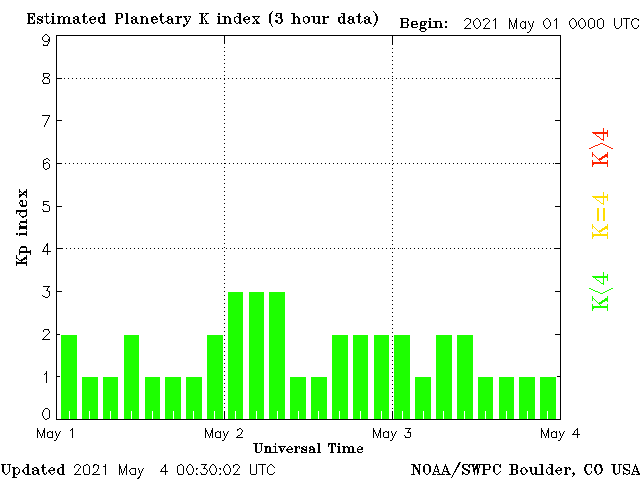 Estimated Planetary K index (3 hour data) Begin: 2021 May 01 0000 UTC
9
8
7
6
5
4
3
2
1
0
Kp index
K>4
K=4
K<4
May 1 May 2 May 3 May 4
Universal Time
Updated 2021 May 4 00:30:02 UTC NOAA/SWPC Boulder, CO USA